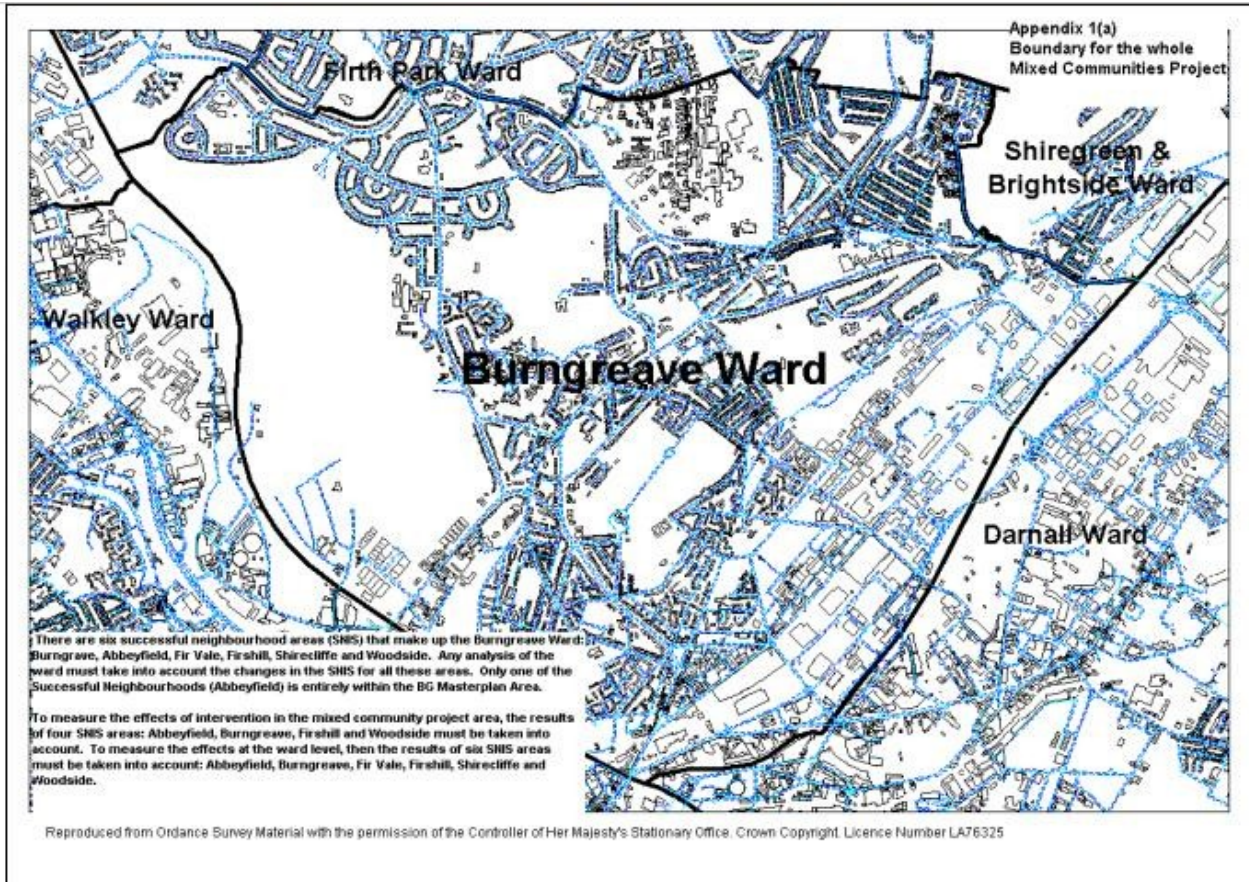 Appendix 1(a)
Boundary for the whole
Mixed Communities Project
Firth Park Ward
Shiregreen &
Brightside Ward
Walkley Ward
Burngreave Ward
Darnall Ward
There are six successful neighbourhood areas (SNIS) that make up the Burngreave Ward:
Burngrave, Abbeyfield, Fir Vale, Firshill, Shirecliffe and Woodside. Any analysis of the
ward must take into account the changes in the SNIS for all these areas. Only one of the
Successful Neighbourhoods (Abbeyfield) is entirely within the BG Masterplan Area.
To measure the effects of intervention in the mixed community project area, the results
of four SNIS areas: Abbeyfield, Burngreave, Firshill and Woodside must be taken into
account. To measure the effects at the ward level, then the results of six SNIS areas
must be taken into account: Abbeyfield, Burngreave, Fir Vale, Firshill, Shirecliffe and
Woodside.
Reproduced from Ordance Survey Material with the permission of the Controller of Her Majesty's Stationary Office. Crown Copyright. Licence Number LA76325